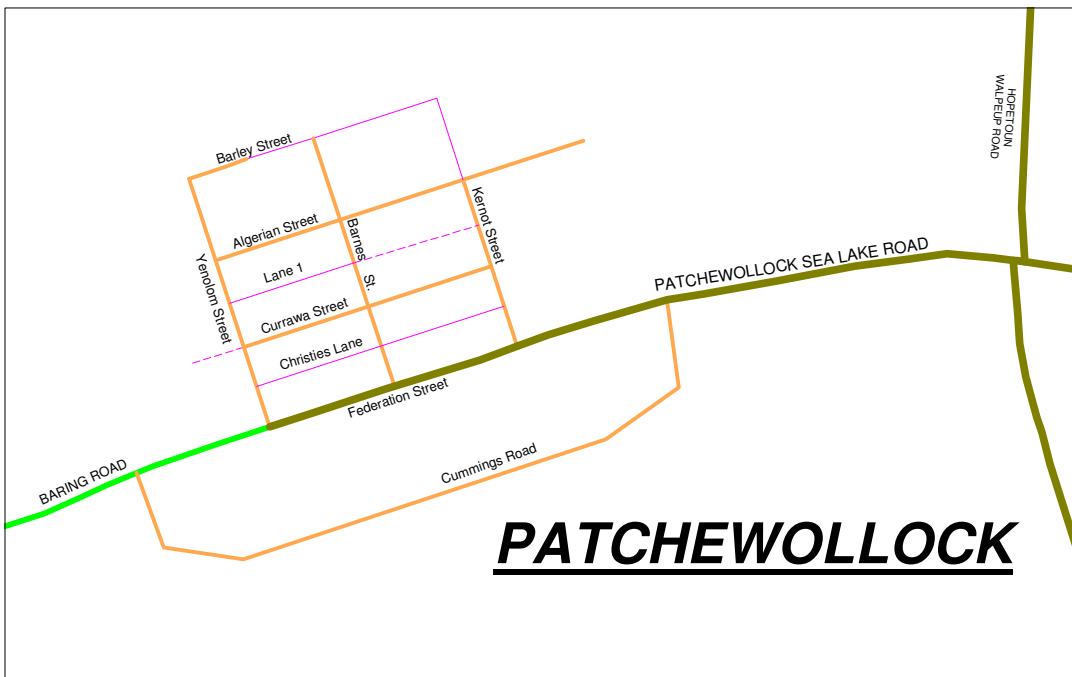 HOPETOUN
WALPEUP ROAD
Barley Street
Algerian Street
Kernot Street
Barnes St.
Lane 1
Yenolom Street
Currawa Street
PATCHEWOLLOCK SEA LAKE ROAD
Christies Lane
Federation Street
Cummings Road
BARING ROAD
PATCHEWOLLOCK